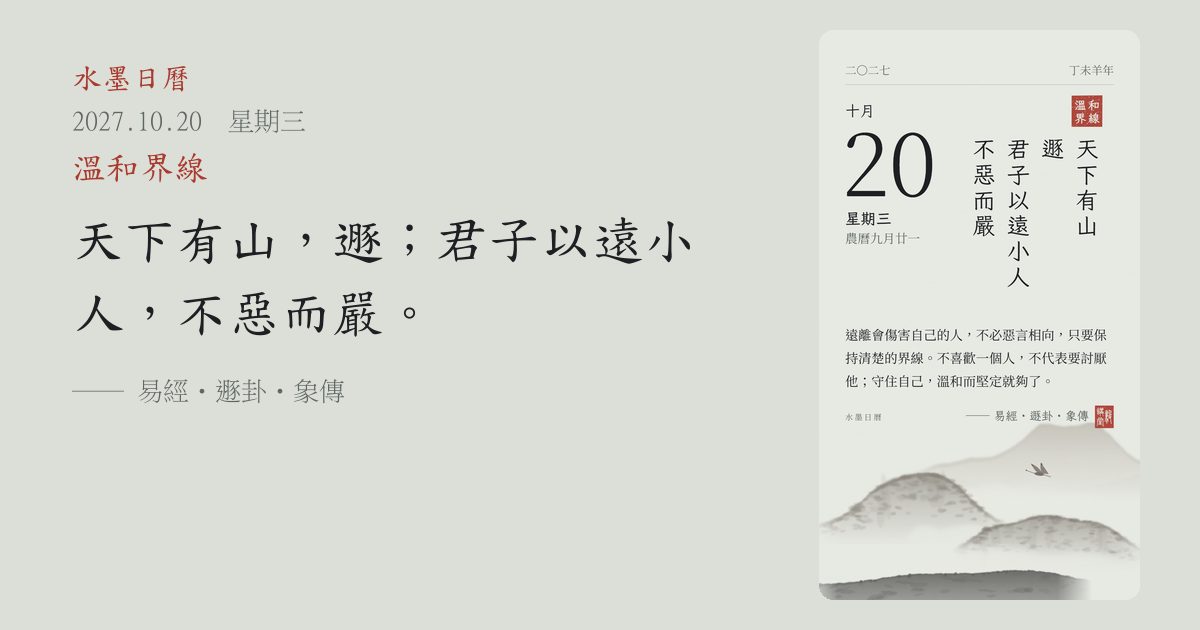 水墨日曆
2027.10.20 星期三
溫和界線
天下有山，遯；君子以遠小
人，不惡而嚴。
—— 易經・遯卦・象傳
二〇二七
丁未羊年
十月
20
星期三
農曆九月廿一
溫和
界線
天下有山
遯
君子以遠小人
不惡而嚴
遠離會傷害自己的人，不必惡言相向，只要保
持清楚的界線。不喜歡一個人，不代表要討厭
他；守住自己，溫和而堅定就夠了。
水墨日曆
—— 易經・遯卦・象傳